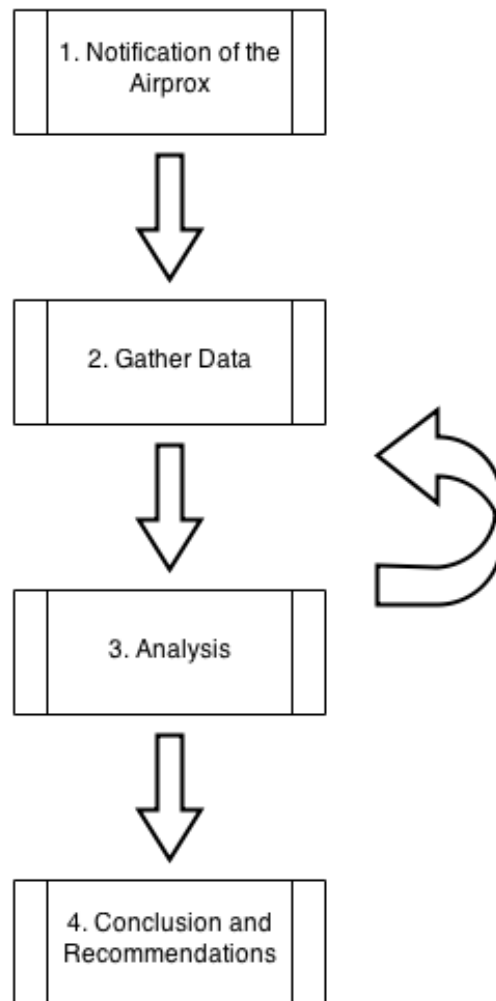 1. Notification of the
Airprox
2. Gather Data
3. Analysis
4. Conclusion and
Recommendations